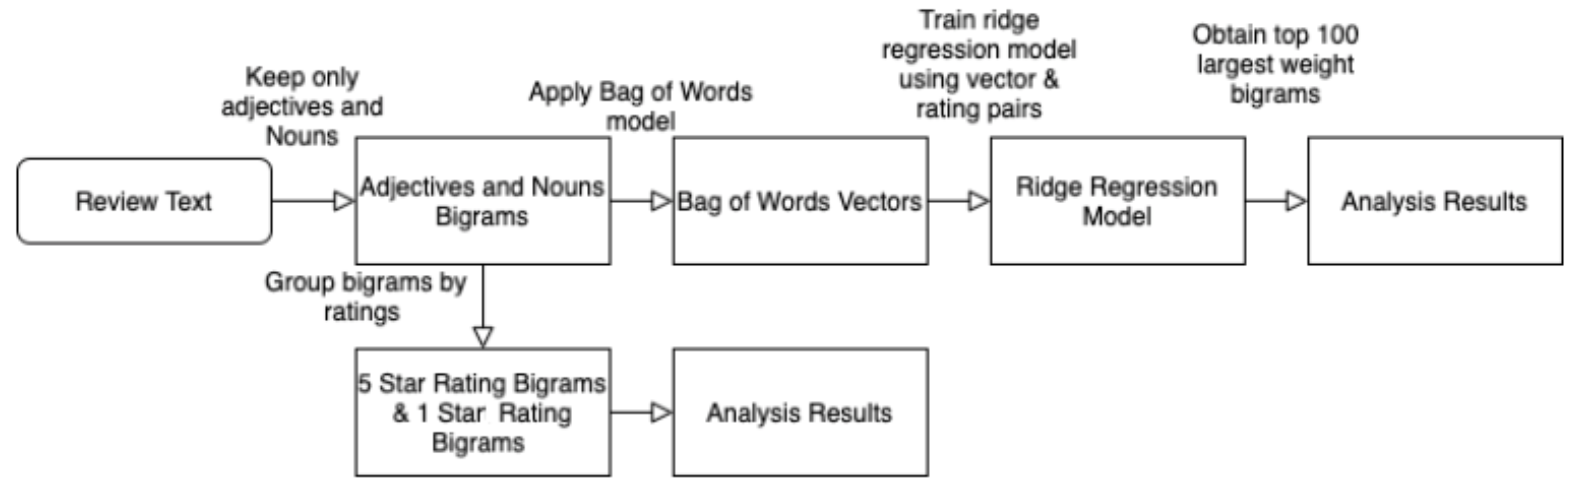 Keep only
adjectives and
Nouns
Apply Bag of Words
model
Train ridge
regression model
using vector &
rating pairs
Obtain top 100
largest weight
bigrams
Review Text
Adjectives and Nouns
Bigrams
Bag of Words Vectors
Ridge Regression
Model
Analysis Results
Group bigrams by
ratings
5 Star Rating Bigrams
& 1 Star Rating
Bigrams
Analysis Results